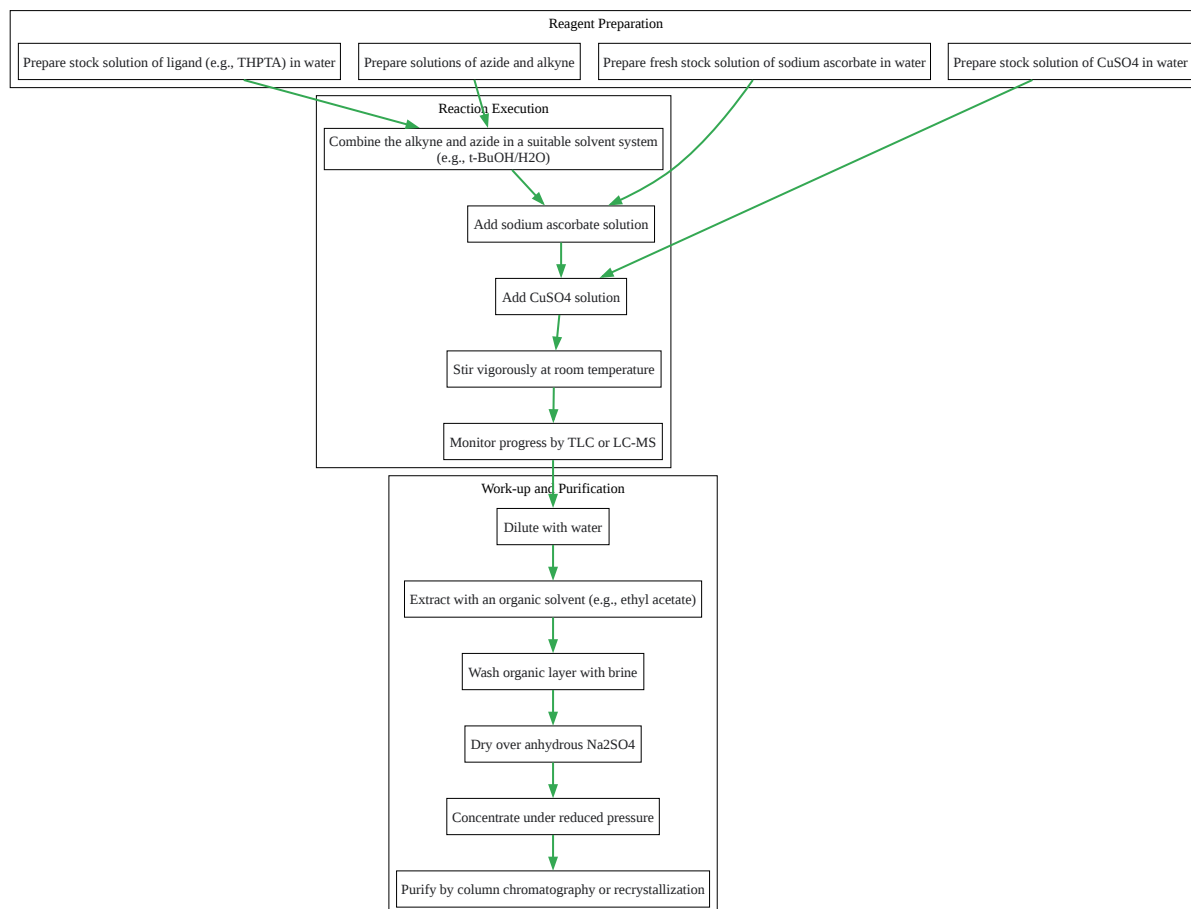 Reagent Preparation
Prepare stock solution of ligand (e.g., THPTA) in water
Prepare solutions of azide and alkyne
Prepare fresh stock solution of sodium ascorbate in water
Prepare stock solution of CuSO4 in water
Reaction Execution
Combine the alkyne and azide in a suitable solvent system
(e.g., t-BuOH/H2O)
Add sodium ascorbate solution
Add CuSO4 solution
Stir vigorously at room temperature
Monitor progress by TLC or LC-MS
Work-up and Purification
Dilute with water
Extract with an organic solvent (e.g., ethyl acetate)
Wash organic layer with brine
Dry over anhydrous Na2SO4
Concentrate under reduced pressure
Purify by column chromatography or recrystallization